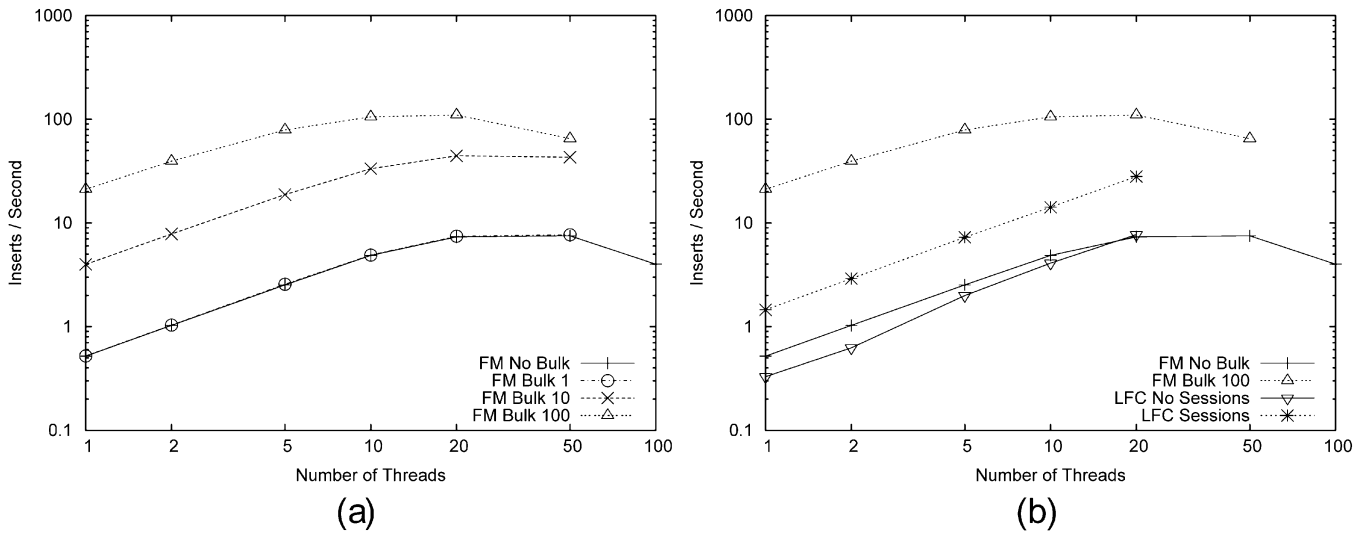 1000
100
10
1
0.1
Inserts / Second
FM No Bulk
FM Bulk 1
FM Bulk 10
FM Bulk 100
1 2 5 10 20 50 100
Number of Threads
(a)
1000
100
10
1
0.1
Inserts / Second
FM No Bulk
FM Bulk 100
LFC No Sessions
LFC Sessions
1 2 5 10 20 50 100
Number of Threads
(b)